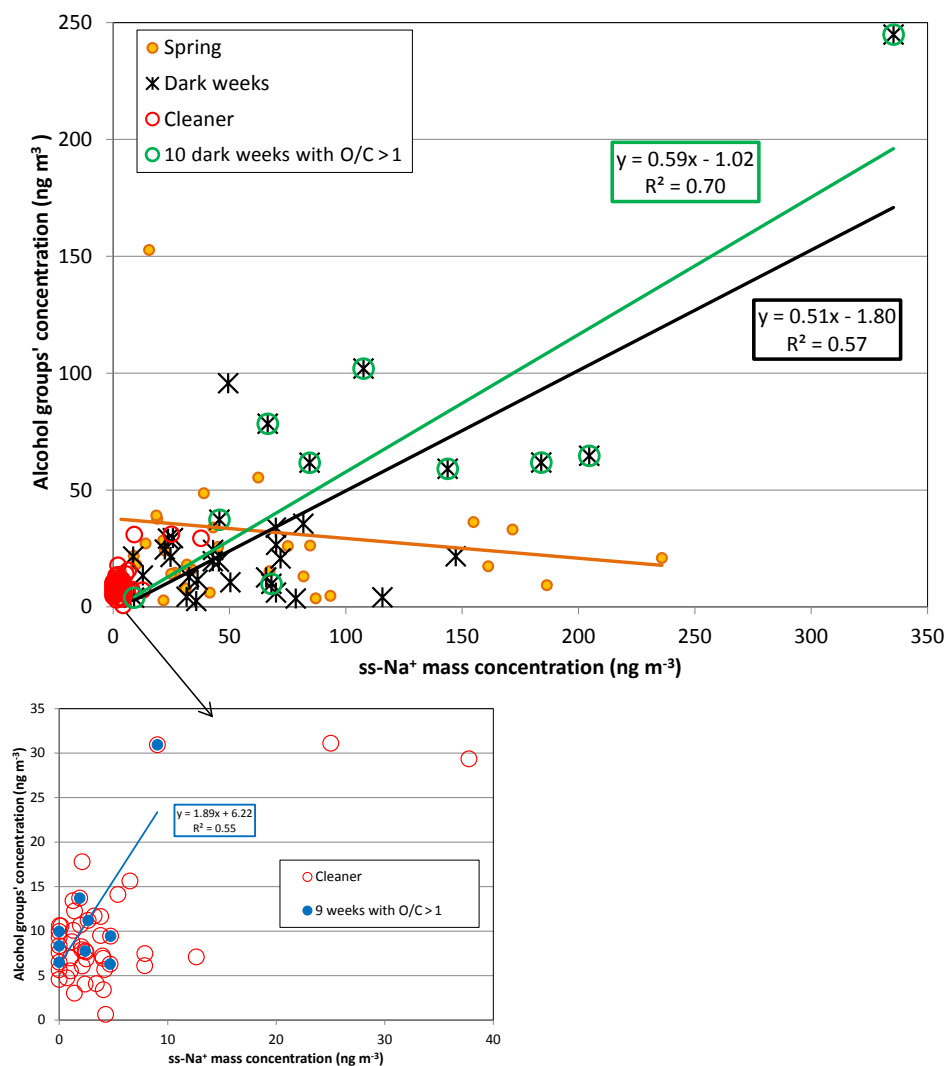 250
200
150
100
50
0
Alcohol groups' concentration (ng m⁻³)
Spring
Dark weeks
Cleaner
10 dark weeks with O/C >1
y = 0.59x - 1.02
R² = 0.70
y = 0.51x - 1.80
R² = 0.57
0 50 100 150 200 250 300 350
ss-Na⁺ mass concentration (ng m⁻³)
35
30
25
20
15
10
5
0
Alcohol groups' concentration (ng m⁻³)
y = 1.89x + 6.22
R² = 0.55
Cleaner
9 weeks with O/C >1
0 10 20 30 40
ss-Na⁺ mass concentration (ng m⁻³)